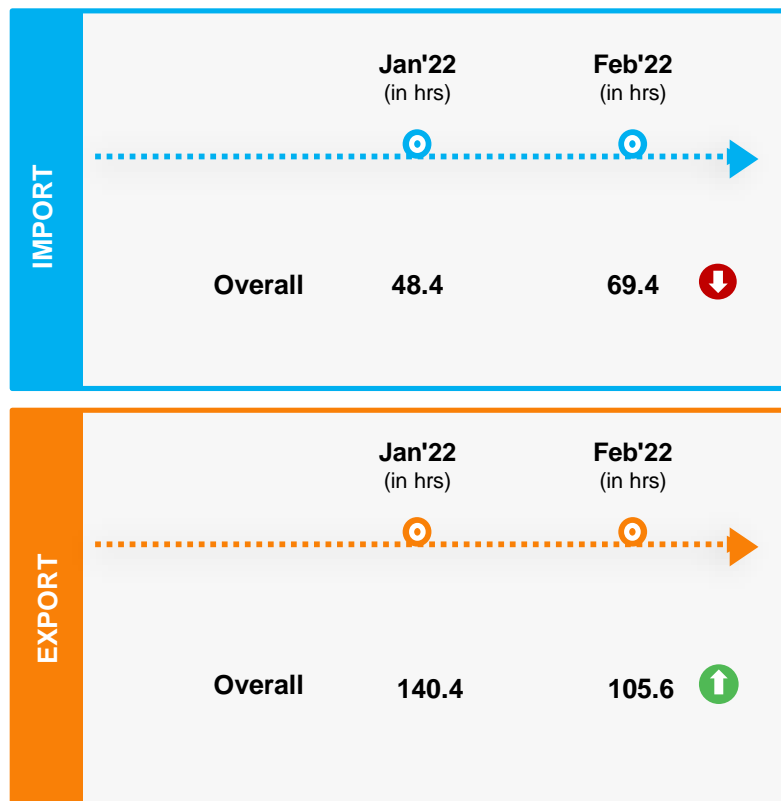 IMPORT
Jan'22 Feb'22
(in hrs) (in hrs)
Overall 48.4 69.4
EXPORT
Jan'22 Feb'22
(in hrs) (in hrs)
Overall 140.4 105.6